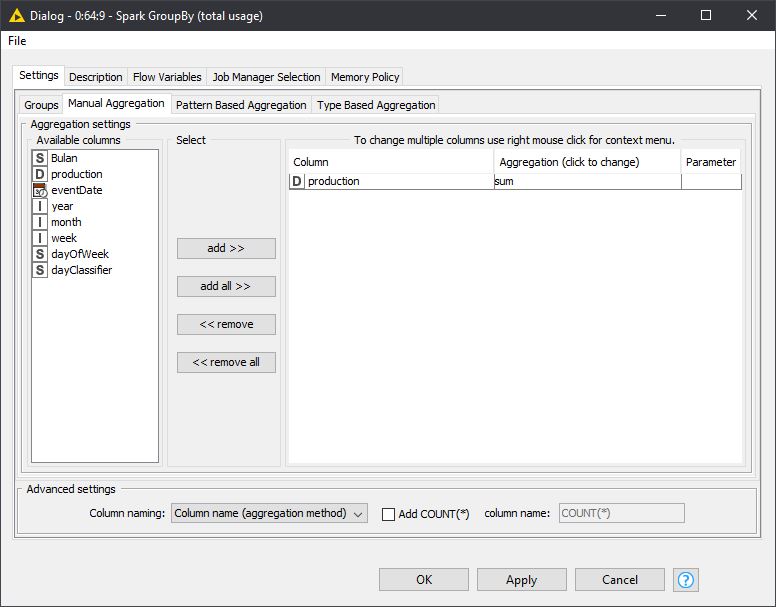 Dialog - 0:64:9 - Spark GroupBy (total usage)
File
Settings Description Flow Variables Job Manager Selection Memory Policy
Groups Manual Aggregation Pattern Based Aggregation Type Based Aggregation
Aggregation settings
Available columns
S Bulan
D production
eventDate
I year
I month
I week
S dayOfWeek
S dayClassifier
Select
add >>
add all >>
<< remove
<< remove all
To change multiple columns use right mouse click for context menu.
Column Aggregation (click to change) Parameter
D production sum
Advanced settings
Column naming: Column name (aggregation method) Add COUNT(*) column name: COUNT(*)
OK Apply Cancel ?